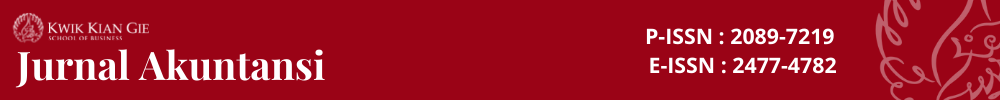 KWIK KIAN GIE
SCHOOL OF BUSINESS
Jurnal Akuntansi
P-ISSN : 2089-7219
E-ISSN : 2477-4782